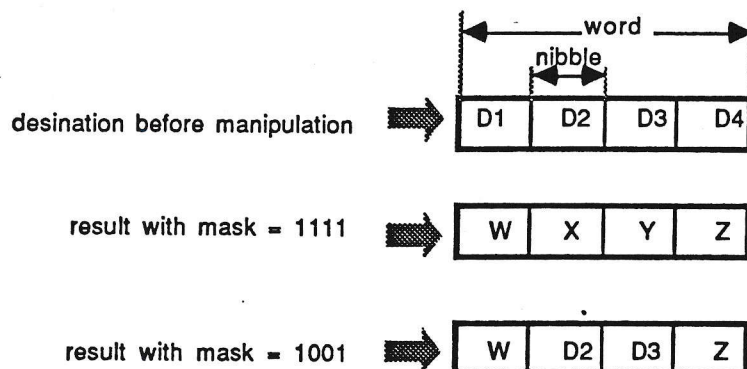 word
nibble
desination before manipulation D1 D2 D3 D4
result with mask = 1111 W X Y Z
result with mask = 1001 W D2 D3 Z